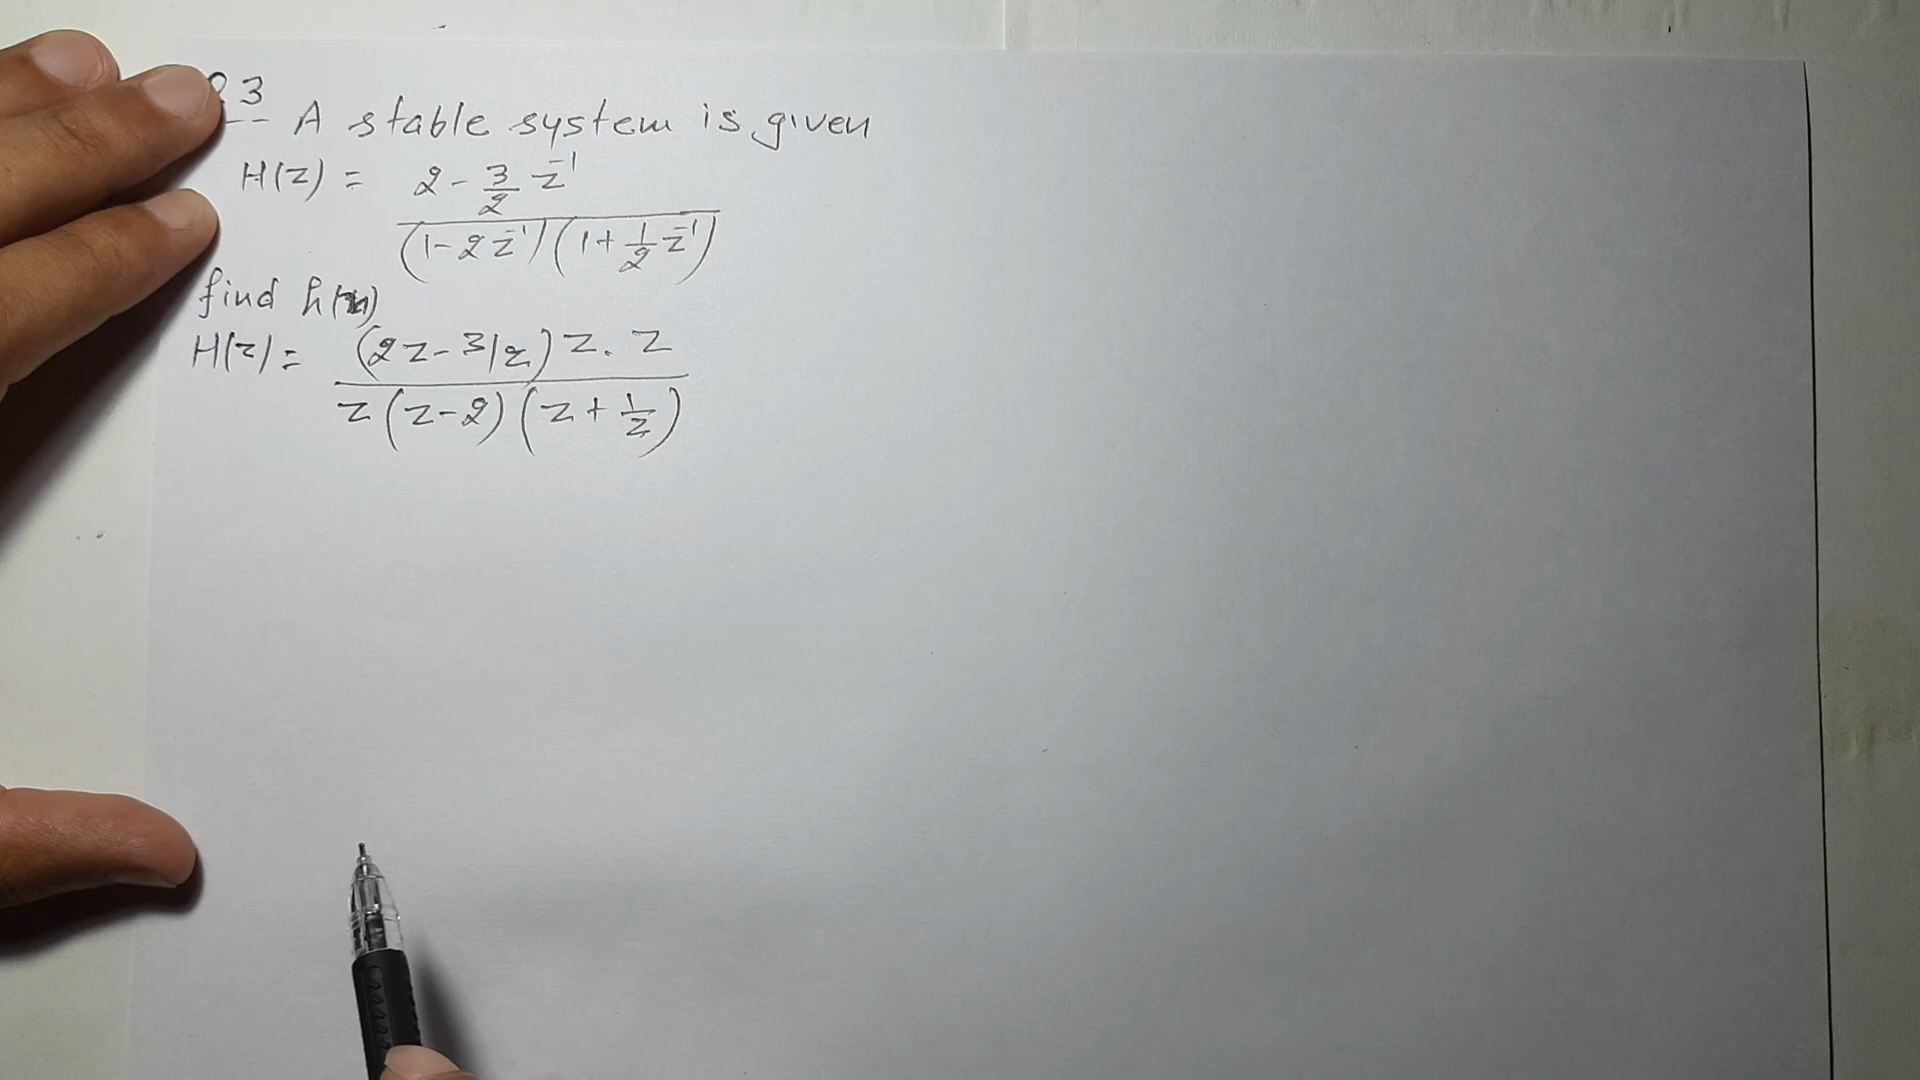 Q3 A stable system is given
H(z) = 2 - 3/2 z^-1 / (1 - 2z^-1)(1 + 1/2 z^-1)
find h(n)
H(z) = (2z - 3/2) z . z / z(z - 2)(z + 1/2)